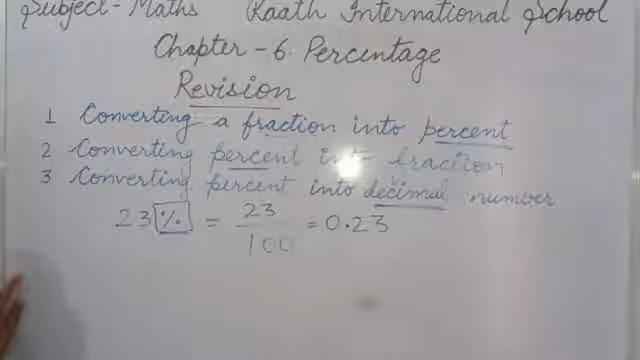 Subject-Maths Kaath International School
Chapter -6. Percentage
Revision
1 Converting a fraction into percent
2 Converting percent into fraction
3 Converting percent into decimal number
23% = 23/100 = 0.23